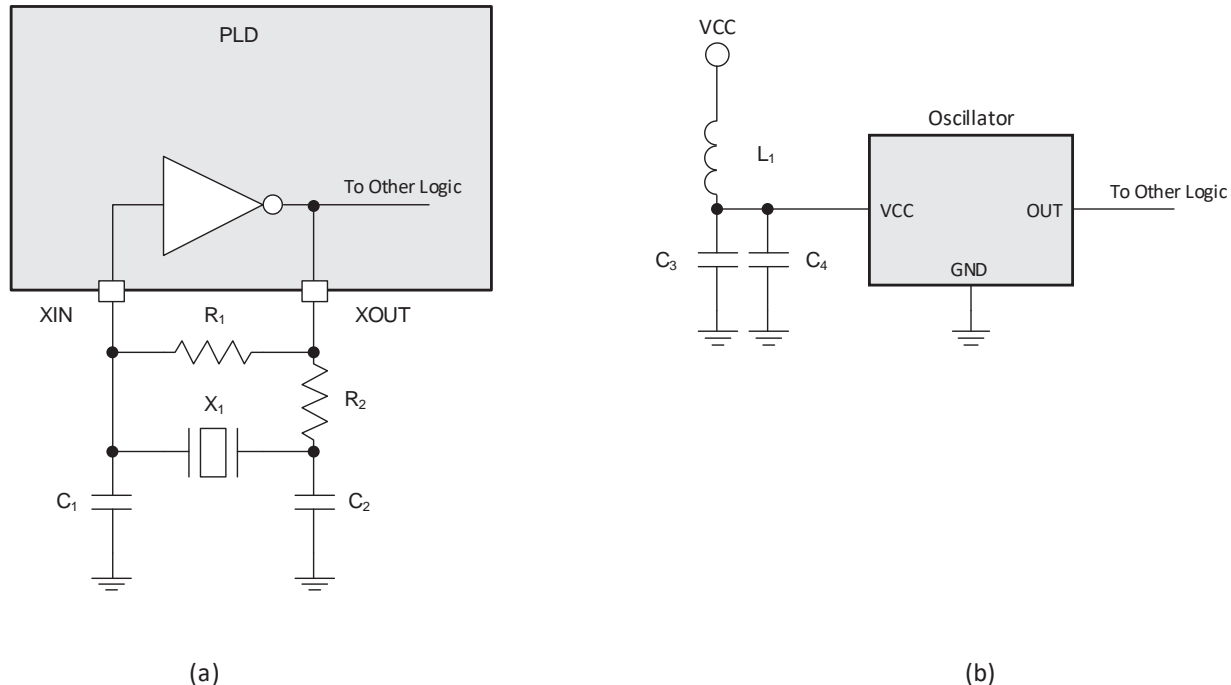 PLD
To Other Logic
XIN
XOUT
R1
R2
X1
C1
C2
(a)
VCC
L1
Oscillator
VCC
OUT
GND
To Other Logic
C3
C4
(b)